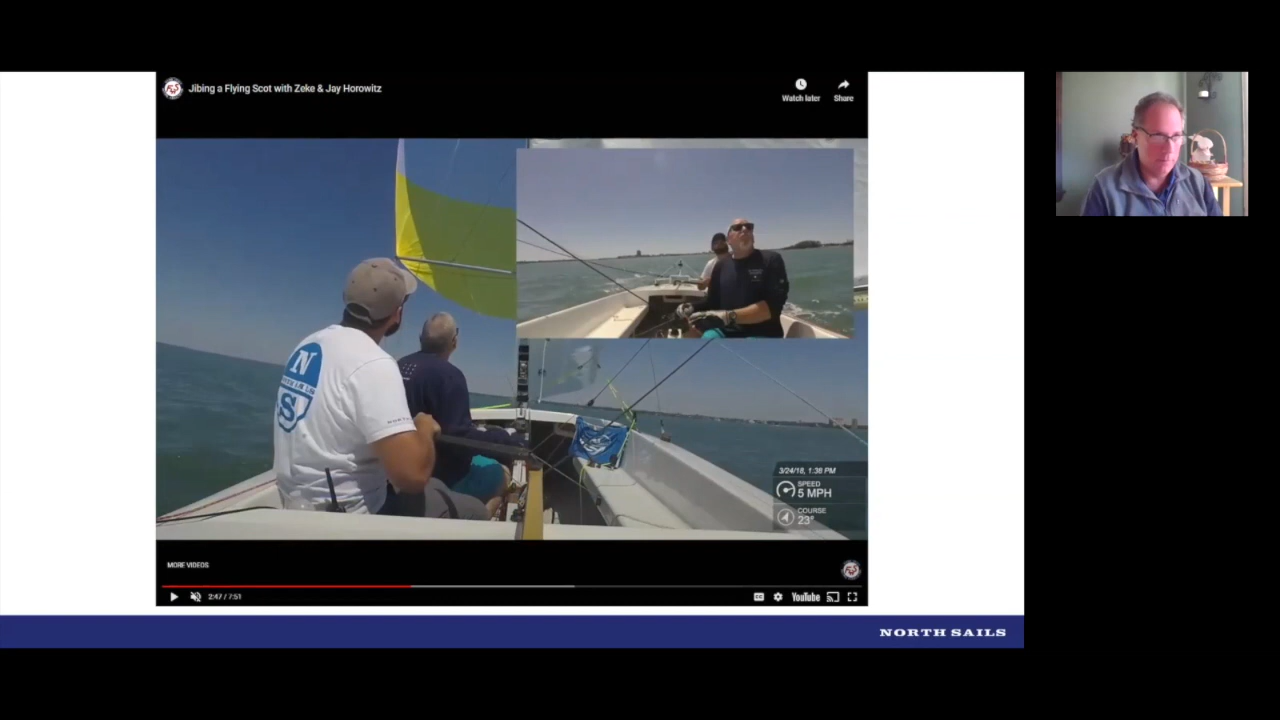 Jibing a Flying Scot with Zeke & Jay Horowitz
Watch later
Share
N
S
3/24/18, 1:38 PM
SPEED
5 MPH
COURSE
23°
MORE VIDEOS
2:47 / 7:51
CC
YouTube
NORTH SAILS